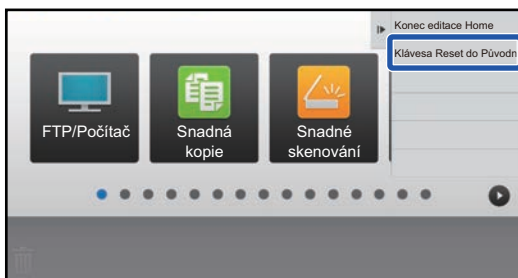 Konec editace Home
Klávesa Reset do Původn
FTP/Počítač
Snadná
kopie
Snadné
skenování